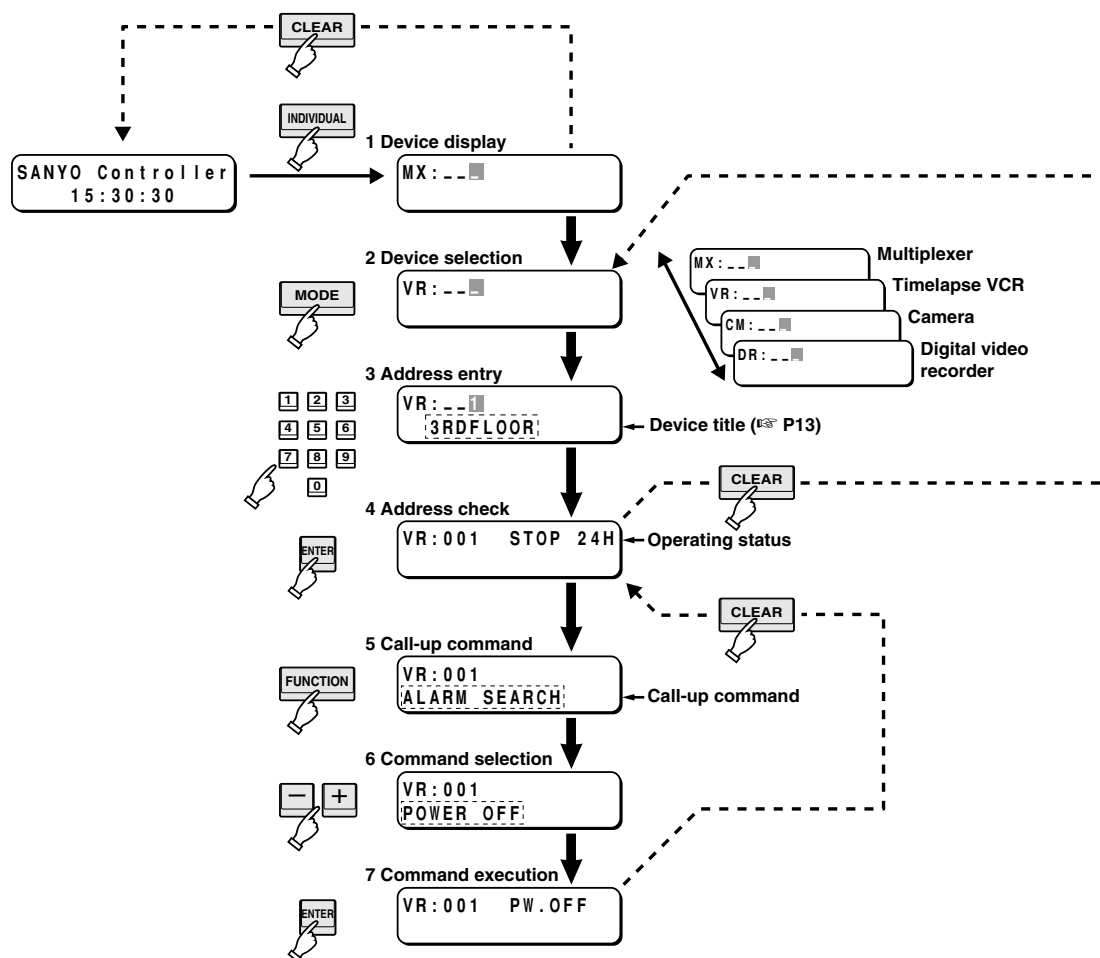 CLEAR
INDIVIDUAL
1 Device display
SANYO Controller
15:30:30
MX:__
2 Device selection
VR:__
MODE
MX:__
Multiplexer
VR:__
Timelapse VCR
CM:__
Camera
DR:__
Digital video
recorder
3 Address entry
1 2 3
4 5 6
7 8 9
0
VR:__1
3RDFLOOR
Device title (☞ P13)
CLEAR
4 Address check
ENTER
VR:001 STOP 24H
Operating status
CLEAR
5 Call-up command
FUNCTION
VR:001
ALARM SEARCH
Call-up command
6 Command selection
− +
VR:001
POWER OFF
7 Command execution
ENTER
VR:001 PW.OFF